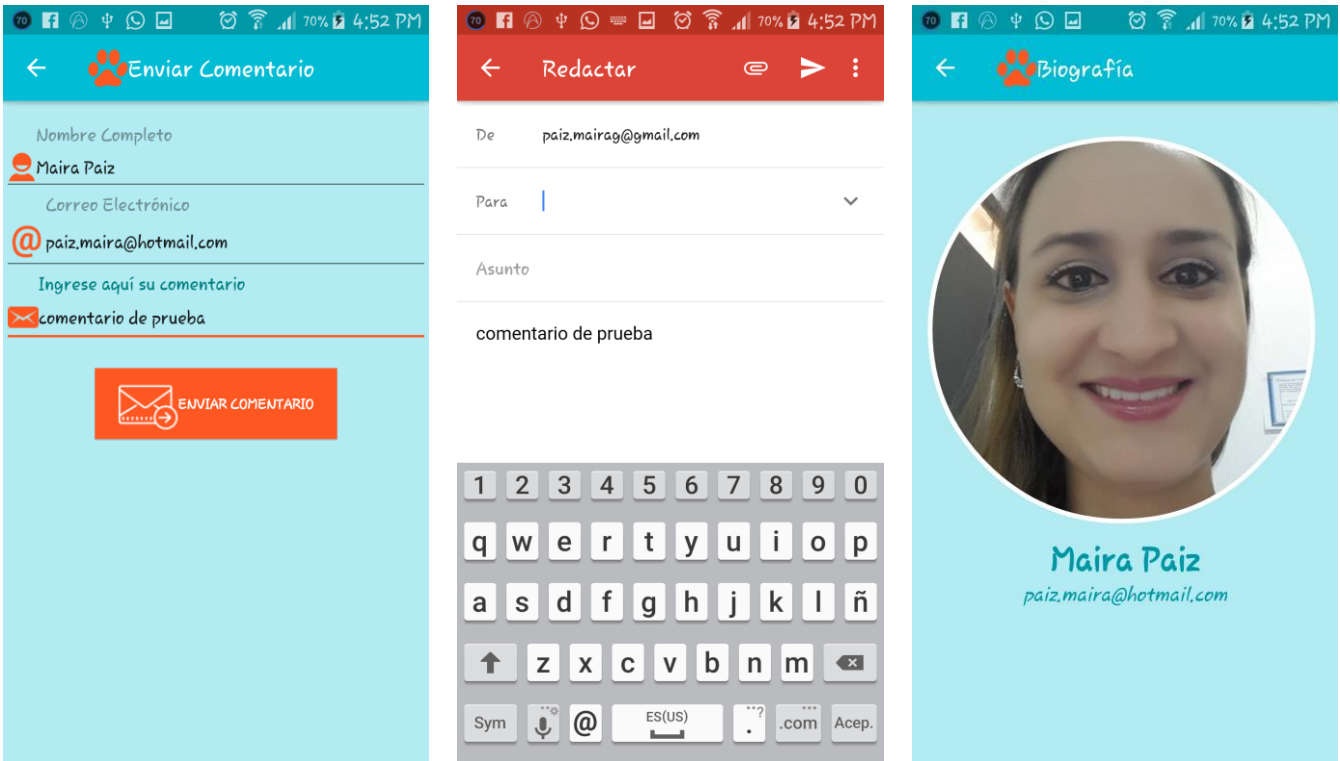 70 70% 4:52 PM
Enviar Comentario
Nombre Completo
Maira Paiz
Correo Electrónico
@ paiz.maira@hotmail.com
Ingrese aquí su comentario
comentario de prueba
ENVIAR COMENTARIO
70 70% 4:52 PM
Redactar
De paiz.mairag@gmail.com
Para
Asunto
comentario de prueba
1 2 3 4 5 6 7 8 9 0
q w e r t y u i o p
a s d f g h j k l ñ
z x c v b n m
Sym @ ES(US) . ? .com Acep.
70 70% 4:52 PM
Biografía
Maira Paiz
paiz.maira@hotmail.com